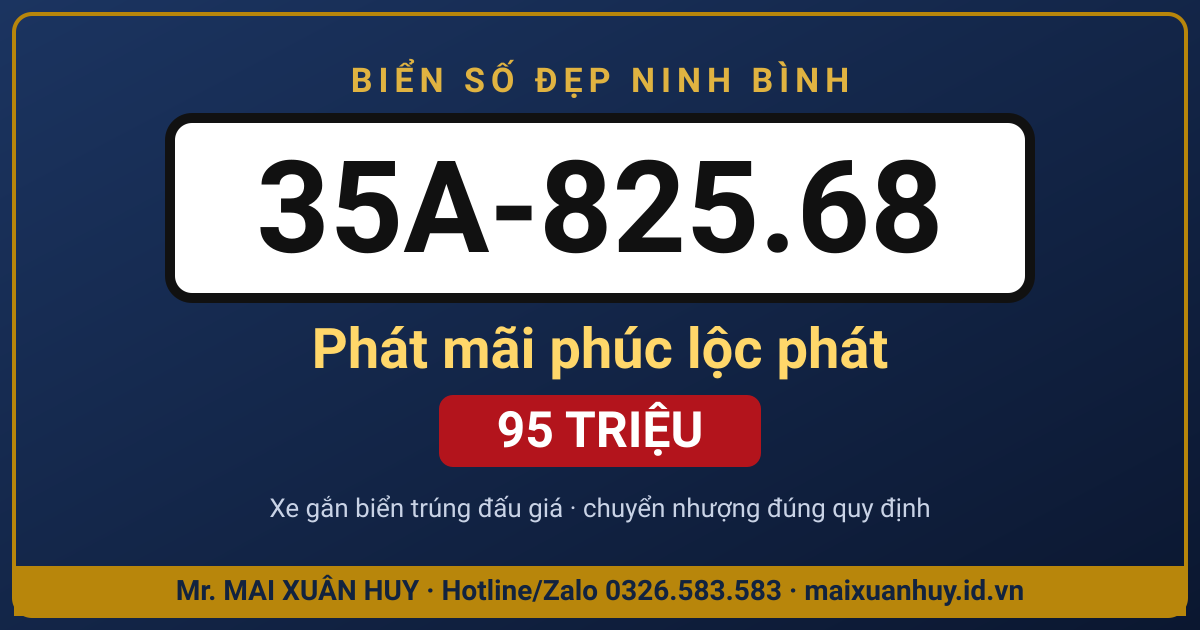 BIỂN SỐ ĐẸP NINH BÌNH
35A-825.68
Phát mãi phúc lộc phát
95 TRIỆU
Xe gắn biển trúng đấu giá · chuyển nhượng đúng quy định
Mr. MAI XUÂN HUY · Hotline/Zalo 0326.583.583 · maixuanhuy.id.vn